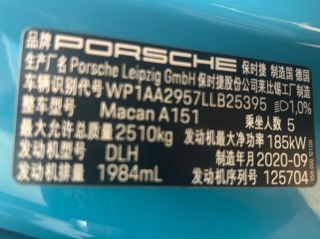 品牌 PORSCHE 保时捷 制造国 德国
生产厂名 Porsche Leipzig GmbH 保时捷股份公司莱比锡工厂制造
车辆识别代号 WP1AA2957LLB25395 1,0%
整车型号 Macan A151 乘坐人数 5
最大允许总质量 2510kg 发动机最大净功率 185kW
发动机型号 DLH 制造年月 2020-09
发动机排量 1984mL 发动机序列号 125704